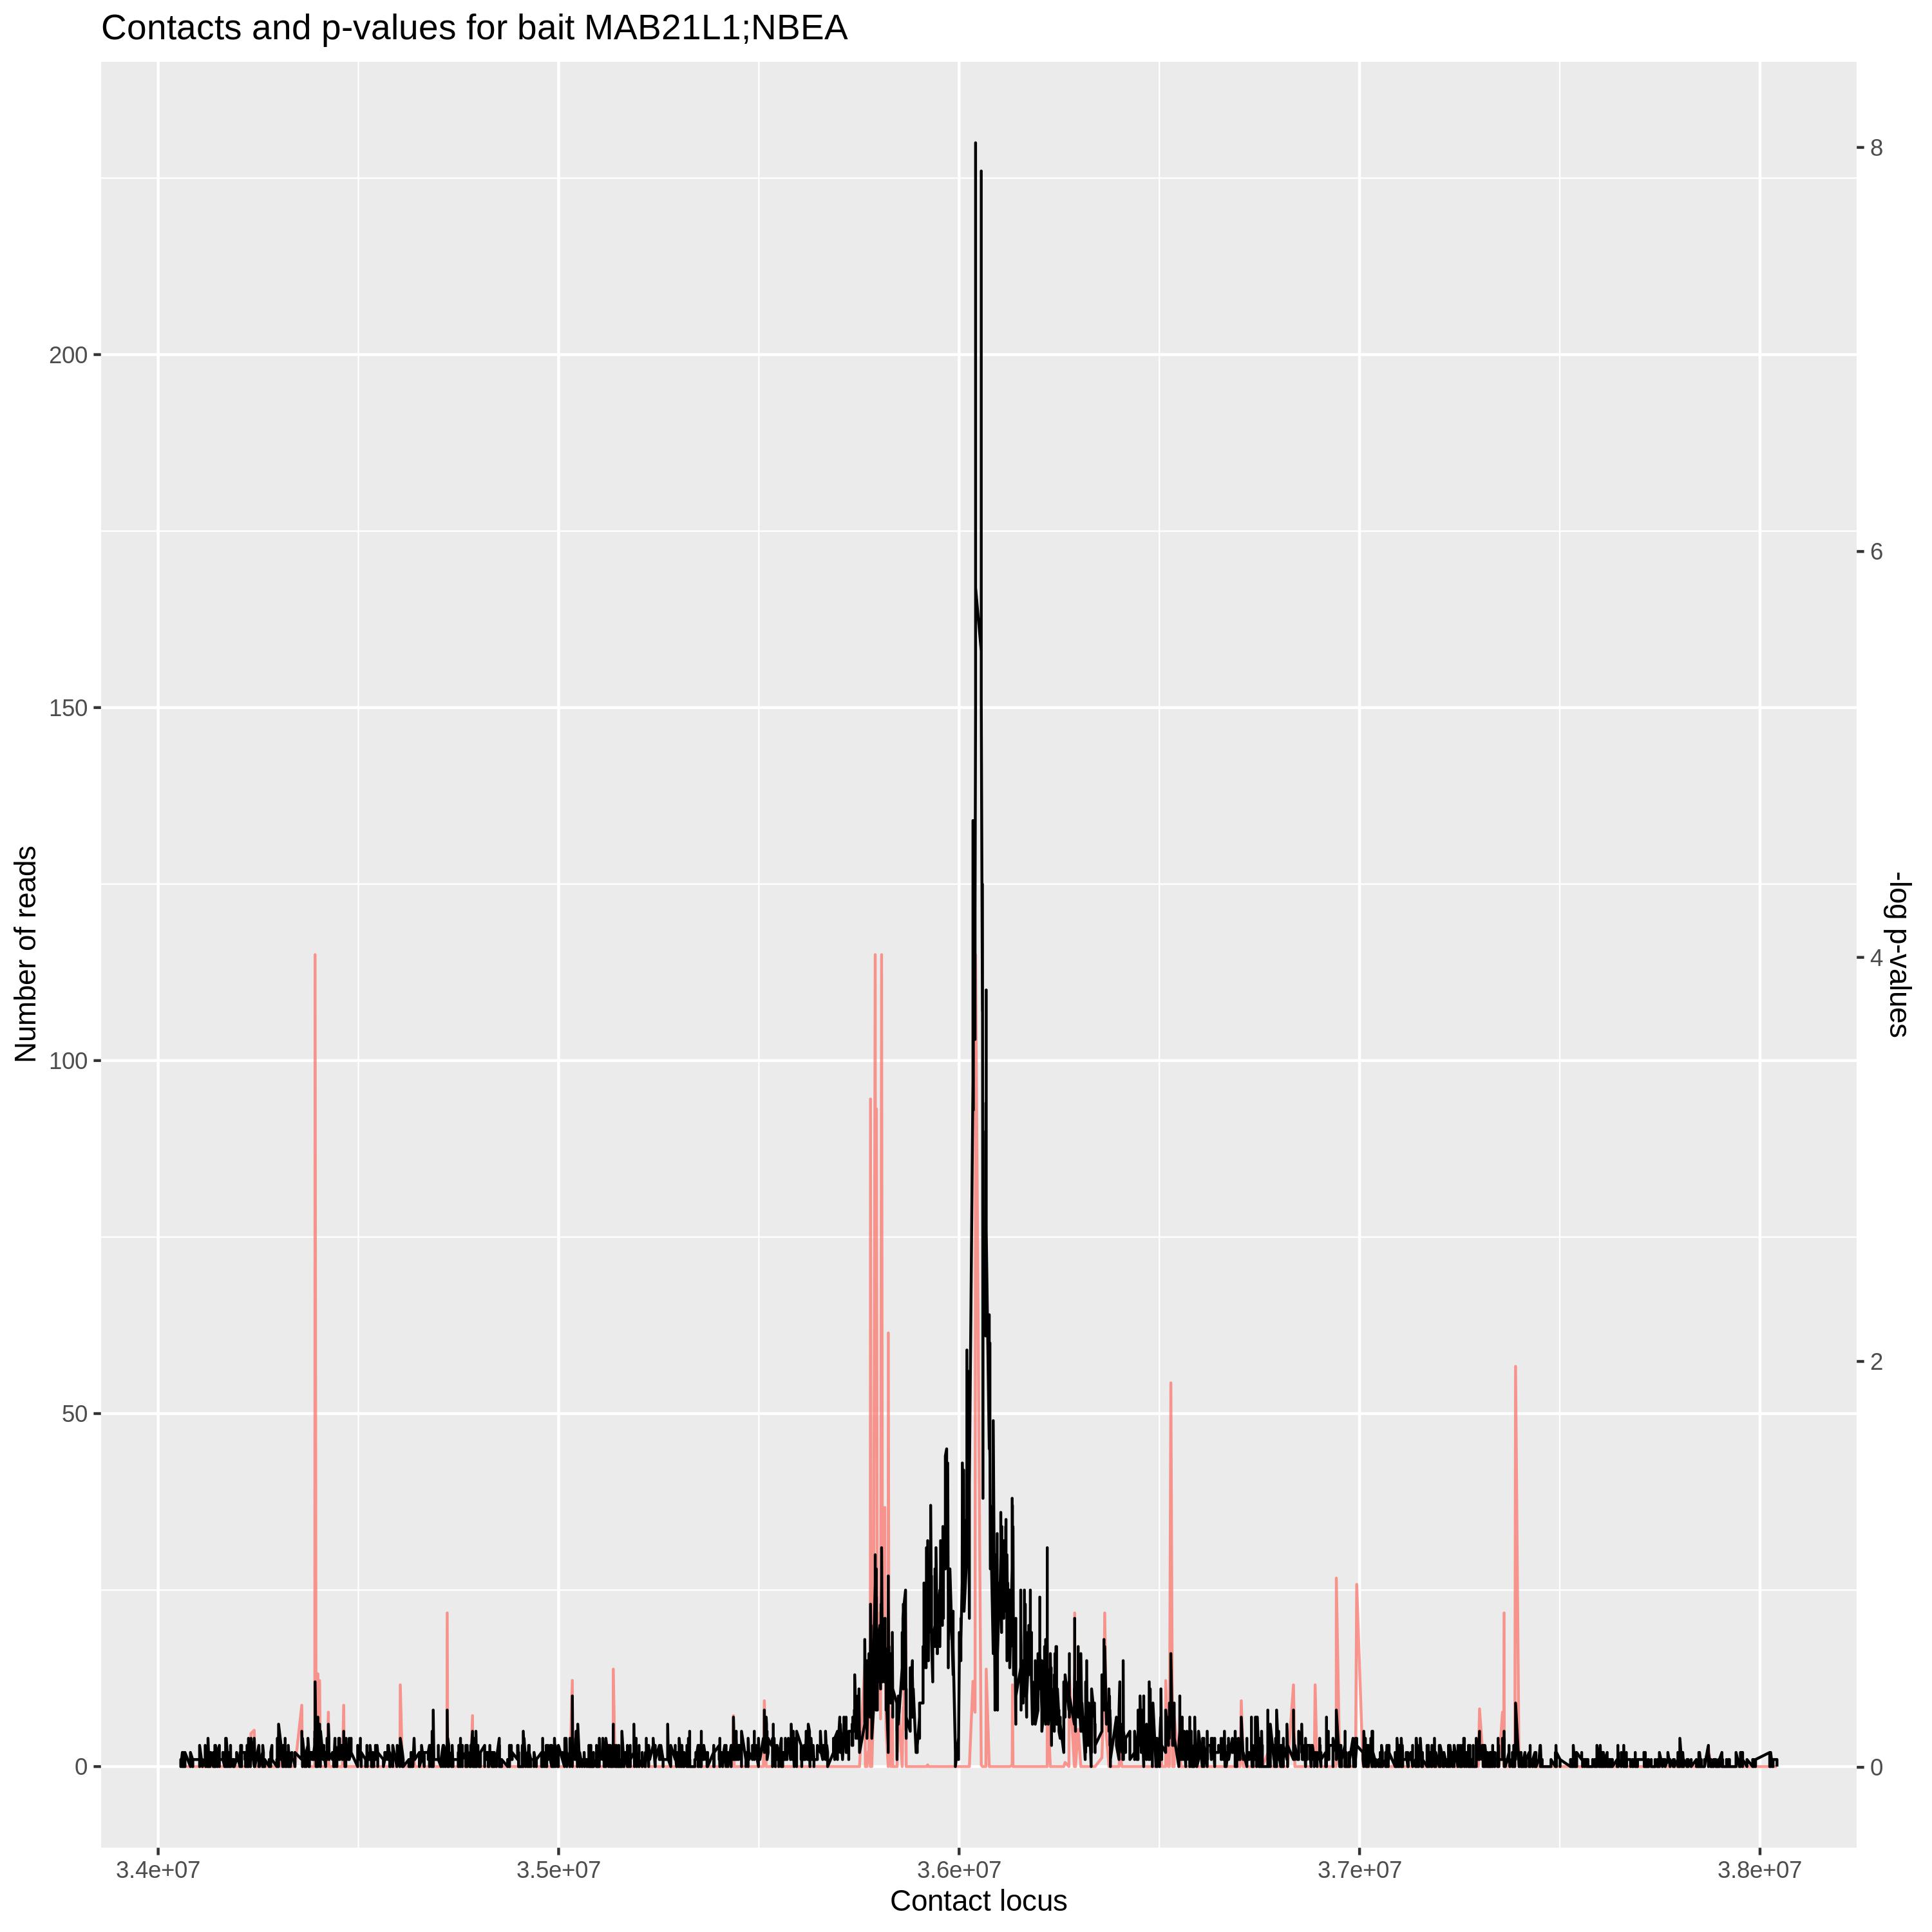 Contacts and p-values for bait MAB21L1;NBEA
Number of reads
200
150
100
50
0
8
6
4
2
0
-log p-values
3.4e+07 3.5e+07 3.6e+07 3.7e+07 3.8e+07
Contact locus